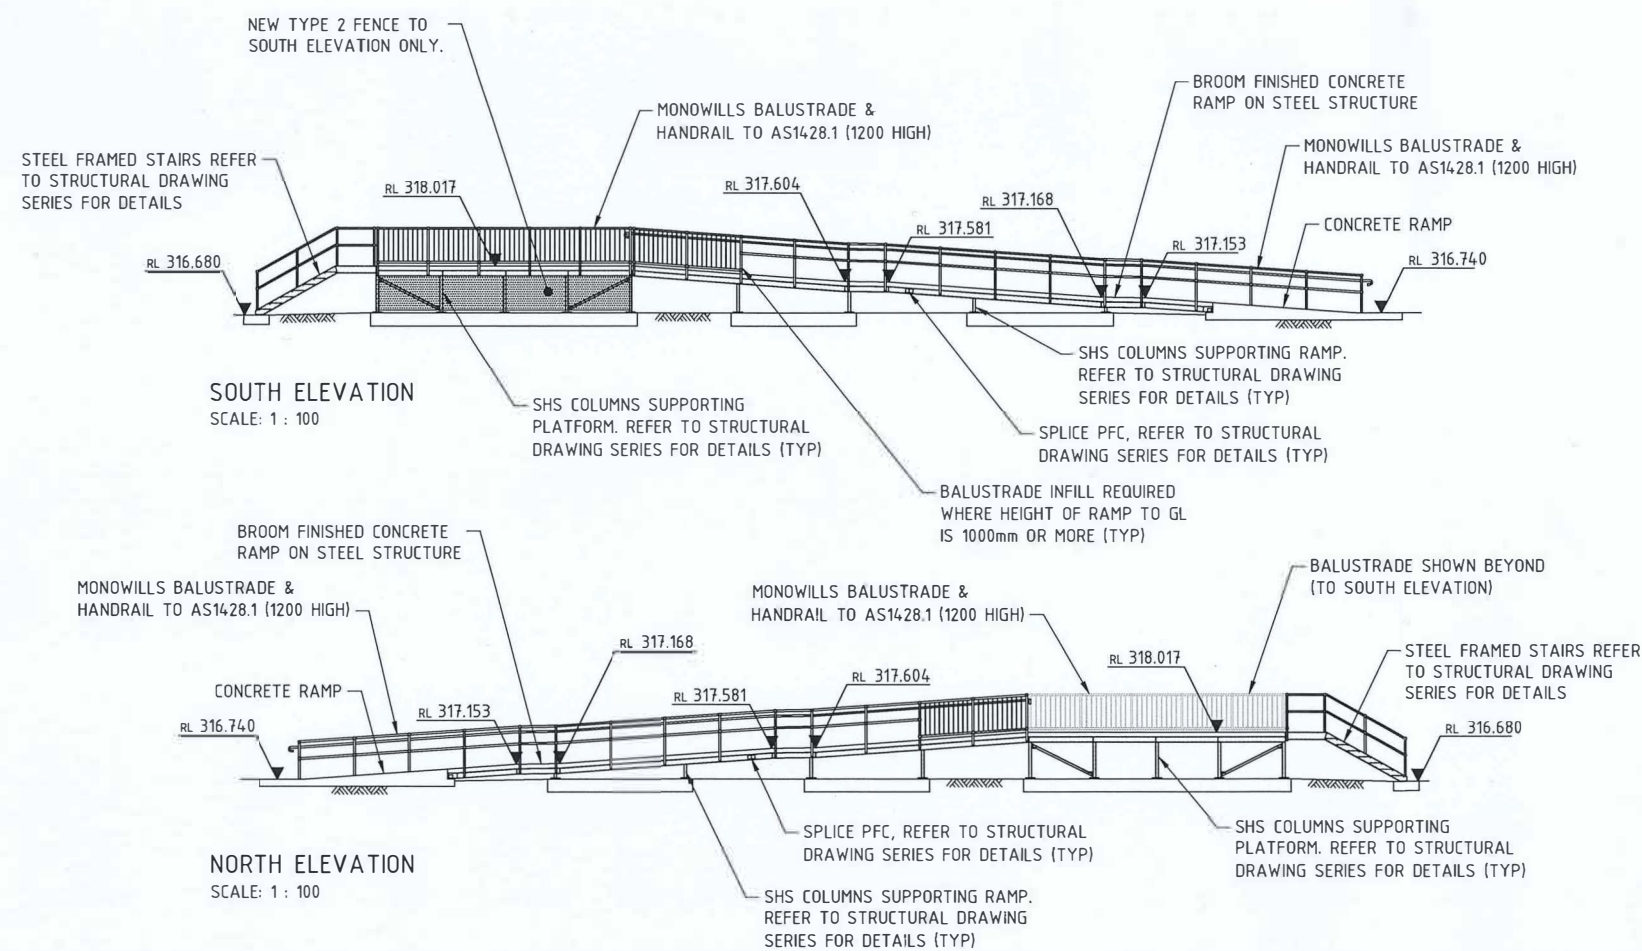 NEW TYPE 2 FENCE TO
SOUTH ELEVATION ONLY.
MONOWILLS BALUSTRADE &
HANDRAIL TO AS1428.1 (1200 HIGH)
BROOM FINISHED CONCRETE
RAMP ON STEEL STRUCTURE
MONOWILLS BALUSTRADE &
HANDRAIL TO AS1428.1 (1200 HIGH)
STEEL FRAMED STAIRS REFER
TO STRUCTURAL DRAWING
SERIES FOR DETAILS
RL 318.017
RL 317.604
RL 317.581
RL 317.168
RL 317.153
CONCRETE RAMP
RL 316.680
RL 316.740
SOUTH ELEVATION
SCALE: 1 : 100
SHS COLUMNS SUPPORTING
PLATFORM. REFER TO STRUCTURAL
DRAWING SERIES FOR DETAILS (TYP)
SHS COLUMNS SUPPORTING RAMP.
REFER TO STRUCTURAL DRAWING
SERIES FOR DETAILS (TYP)
SPLICE PFC, REFER TO STRUCTURAL
DRAWING SERIES FOR DETAILS (TYP)
BALUSTRADE INFILL REQUIRED
WHERE HEIGHT OF RAMP TO GL
IS 1000mm OR MORE (TYP)
BROOM FINISHED CONCRETE
RAMP ON STEEL STRUCTURE
MONOWILLS BALUSTRADE &
HANDRAIL TO AS1428.1 (1200 HIGH)
MONOWILLS BALUSTRADE &
HANDRAIL TO AS1428.1 (1200 HIGH)
BALUSTRADE SHOWN BEYOND
(TO SOUTH ELEVATION)
STEEL FRAMED STAIRS REFER
TO STRUCTURAL DRAWING
SERIES FOR DETAILS
RL 317.168
RL 318.017
CONCRETE RAMP
RL 317.581
RL 317.604
RL 317.153
RL 316.740
RL 316.680
NORTH ELEVATION
SCALE: 1 : 100
SPLICE PFC, REFER TO STRUCTURAL
DRAWING SERIES FOR DETAILS (TYP)
SHS COLUMNS SUPPORTING
PLATFORM. REFER TO STRUCTURAL
DRAWING SERIES FOR DETAILS (TYP)
SHS COLUMNS SUPPORTING RAMP.
REFER TO STRUCTURAL DRAWING
SERIES FOR DETAILS (TYP)